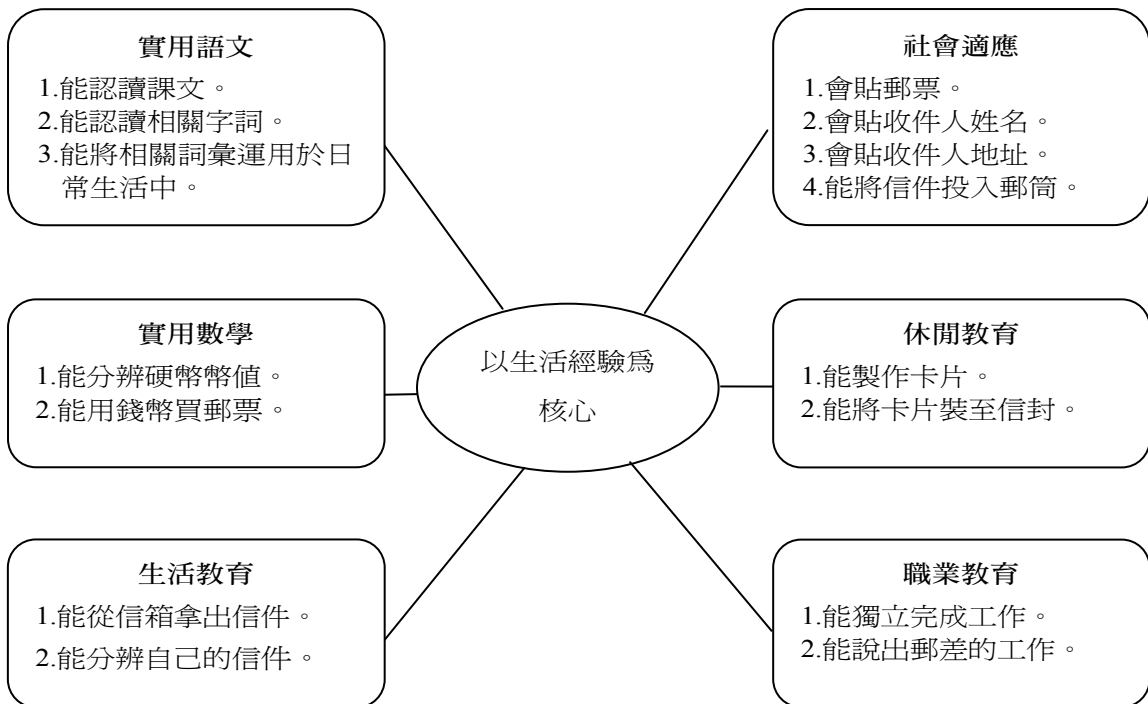 實用語文
1.能認讀課文。
2.能認讀相關字詞。
3.能將相關詞彙運用於日
常生活中。
社會適應
1.會貼郵票。
2.會貼收件人姓名。
3.會貼收件人地址。
4.能將信件投入郵筒。
實用數學
1.能分辨硬幣幣值。
2.能用錢幣買郵票。
以生活經驗為
核心
休閒教育
1.能製作卡片。
2.能將卡片裝至信封。
生活教育
1.能從信箱拿出信件。
2.能分辨自己的信件。
職業教育
1.能獨立完成工作。
2.能說出郵差的工作。